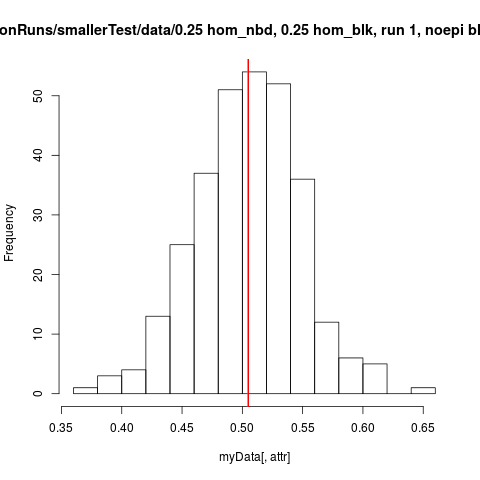 onRuns/smallerTest/data/0.25 hom_nbd, 0.25 hom_blk, run 1, noepi bl
Frequency
50
40
30
20
10
0
0.35 0.40 0.45 0.50 0.55 0.60 0.65
myData[, attr]